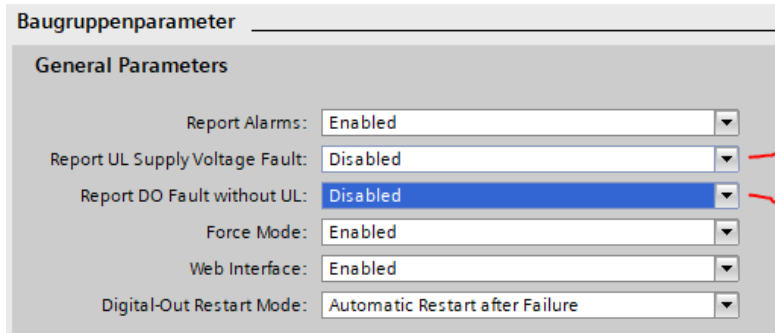 Baugruppenparameter
General Parameters
Report Alarms: Enabled
Report UL Supply Voltage Fault: Disabled
Report DO Fault without UL: Disabled
Force Mode: Enabled
Web Interface: Enabled
Digital-Out Restart Mode: Automatic Restart after Failure